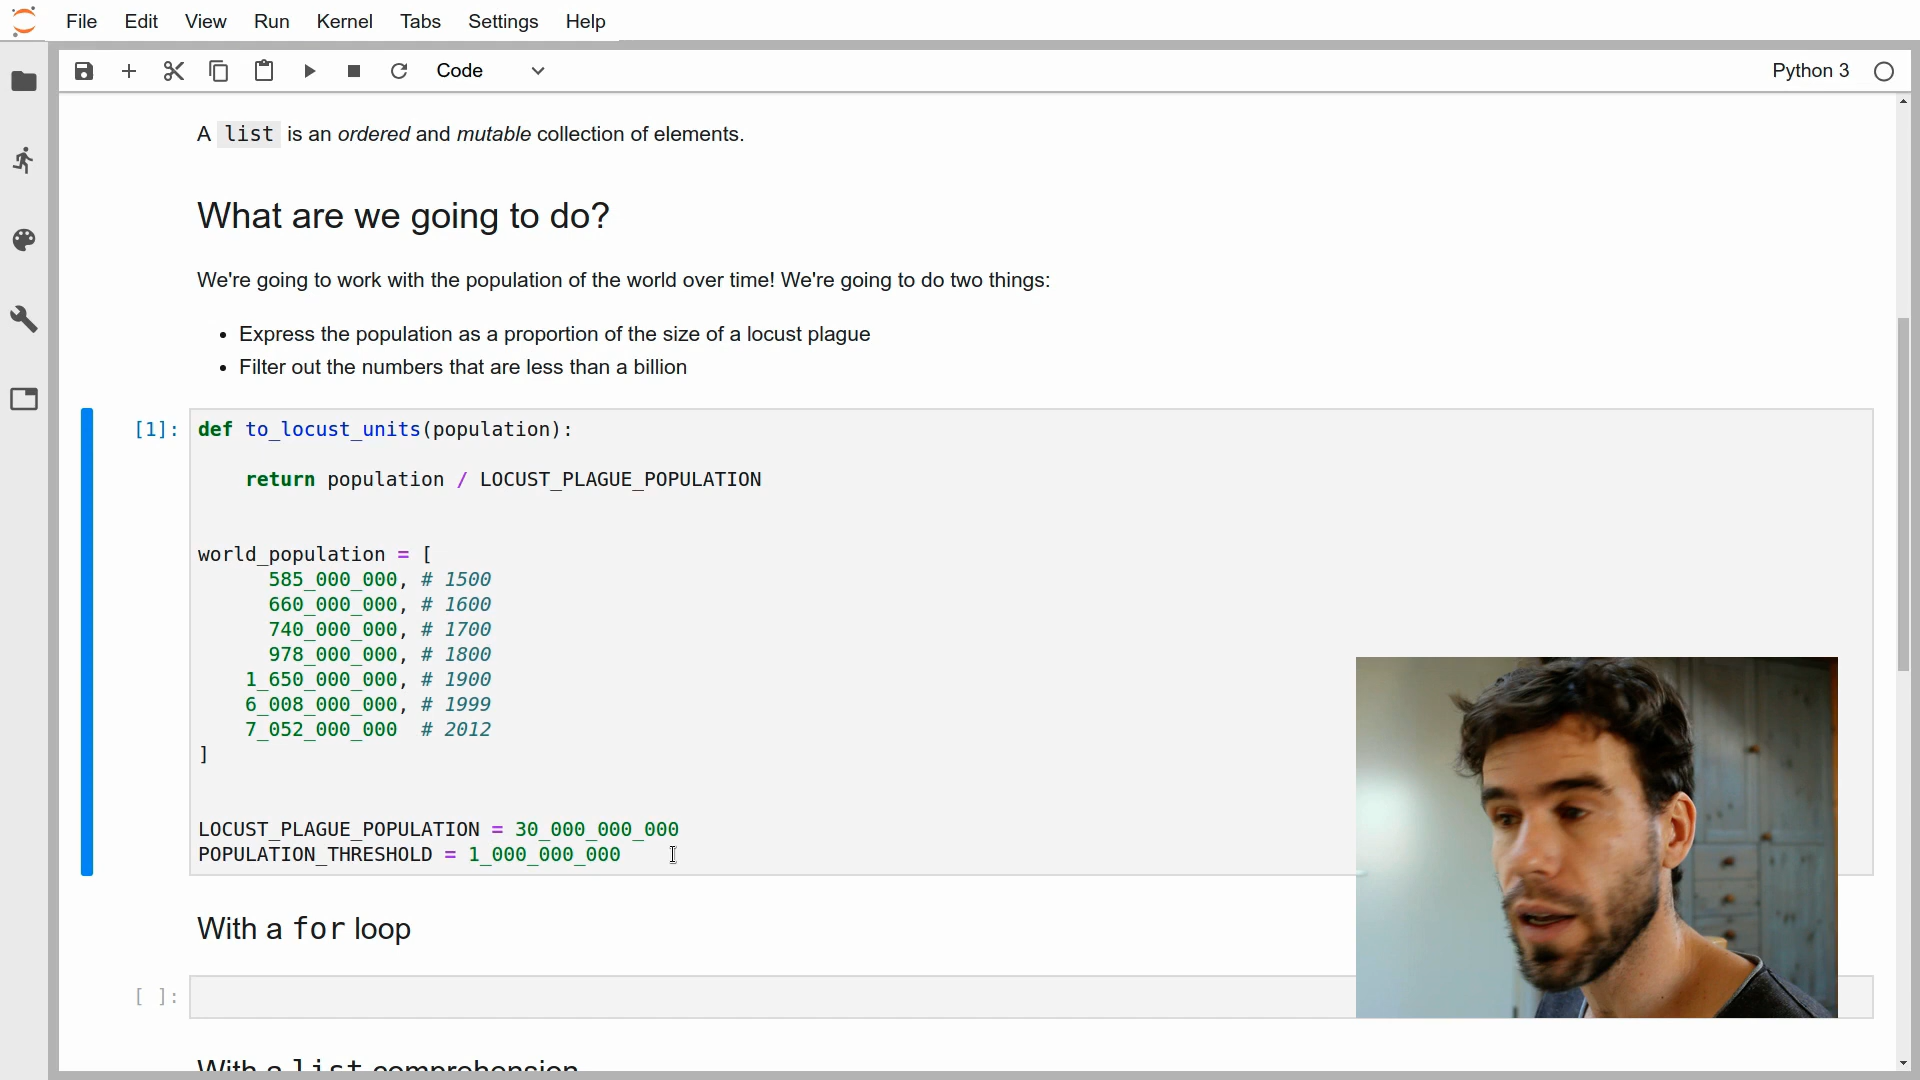 File Edit View Run Kernel Tabs Settings Help
Code Python 3
A list is an ordered and mutable collection of elements.
What are we going to do?
We're going to work with the population of the world over time! We're going to do two things:
• Express the population as a proportion of the size of a locust plague
• Filter out the numbers that are less than a billion
[1]: def to_locust_units(population):
return population / LOCUST_PLAGUE_POPULATION
world_population = [
585_000_000, # 1500
660_000_000, # 1600
740_000_000, # 1700
978_000_000, # 1800
1_650_000_000, # 1900
6_008_000_000, # 1999
7_052_000_000 # 2012
]
LOCUST_PLAGUE_POPULATION = 30_000_000_000
POPULATION_THRESHOLD = 1_000_000_000
With a for loop
[ ]:
With a list comprehension